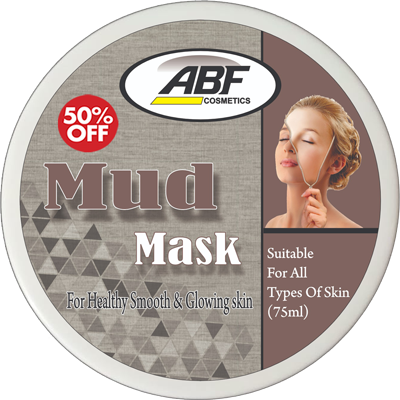 ABF
COSMETICS
50%
OFF
Mud
Mask
For Healthy Smooth & Glowing skin
Suitable
For All
Types Of Skin
(75ml)